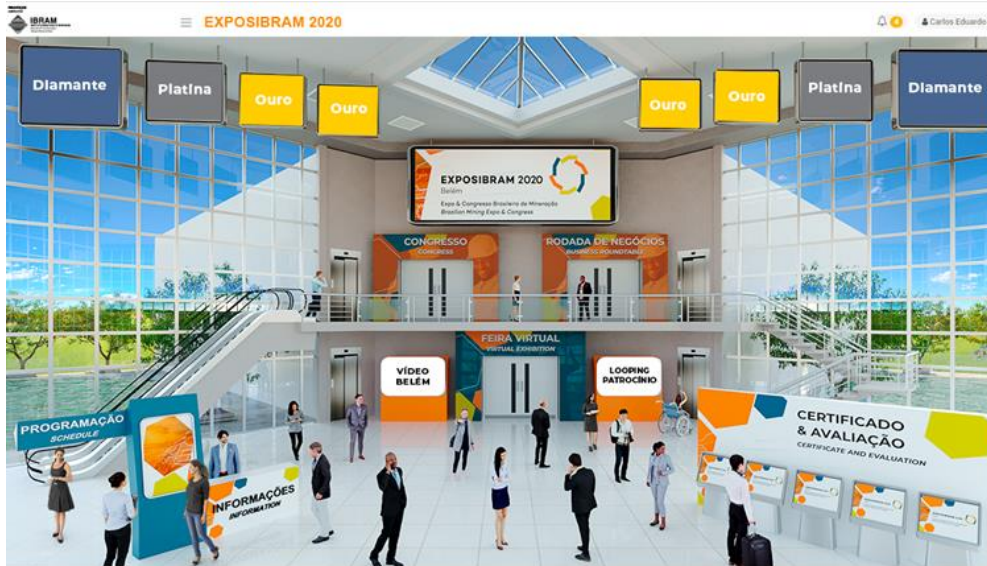 IBRAM
EXPOSIBRAM 2020
4
Carlos Eduardo
Diamante
Platina
Ouro
Ouro
Ouro
Ouro
Platina
Diamante
EXPOSIBRAM 2020
Belém
Expo & Congresso Brasileiro de Mineração
Brazilian Mining Expo & Congress
CONGRESSO
CONGRESS
RODADA DE NEGÓCIOS
BUSINESS ROUNDTABLE
FEIRA VIRTUAL
VIRTUAL EXHIBITION
VÍDEO
BELÉM
LOOPING
PATROCÍNIO
PROGRAMAÇÃO
SCHEDULE
INFORMAÇÕES
INFORMATION
CERTIFICADO
& AVALIAÇÃO
CERTIFICATE AND EVALUATION